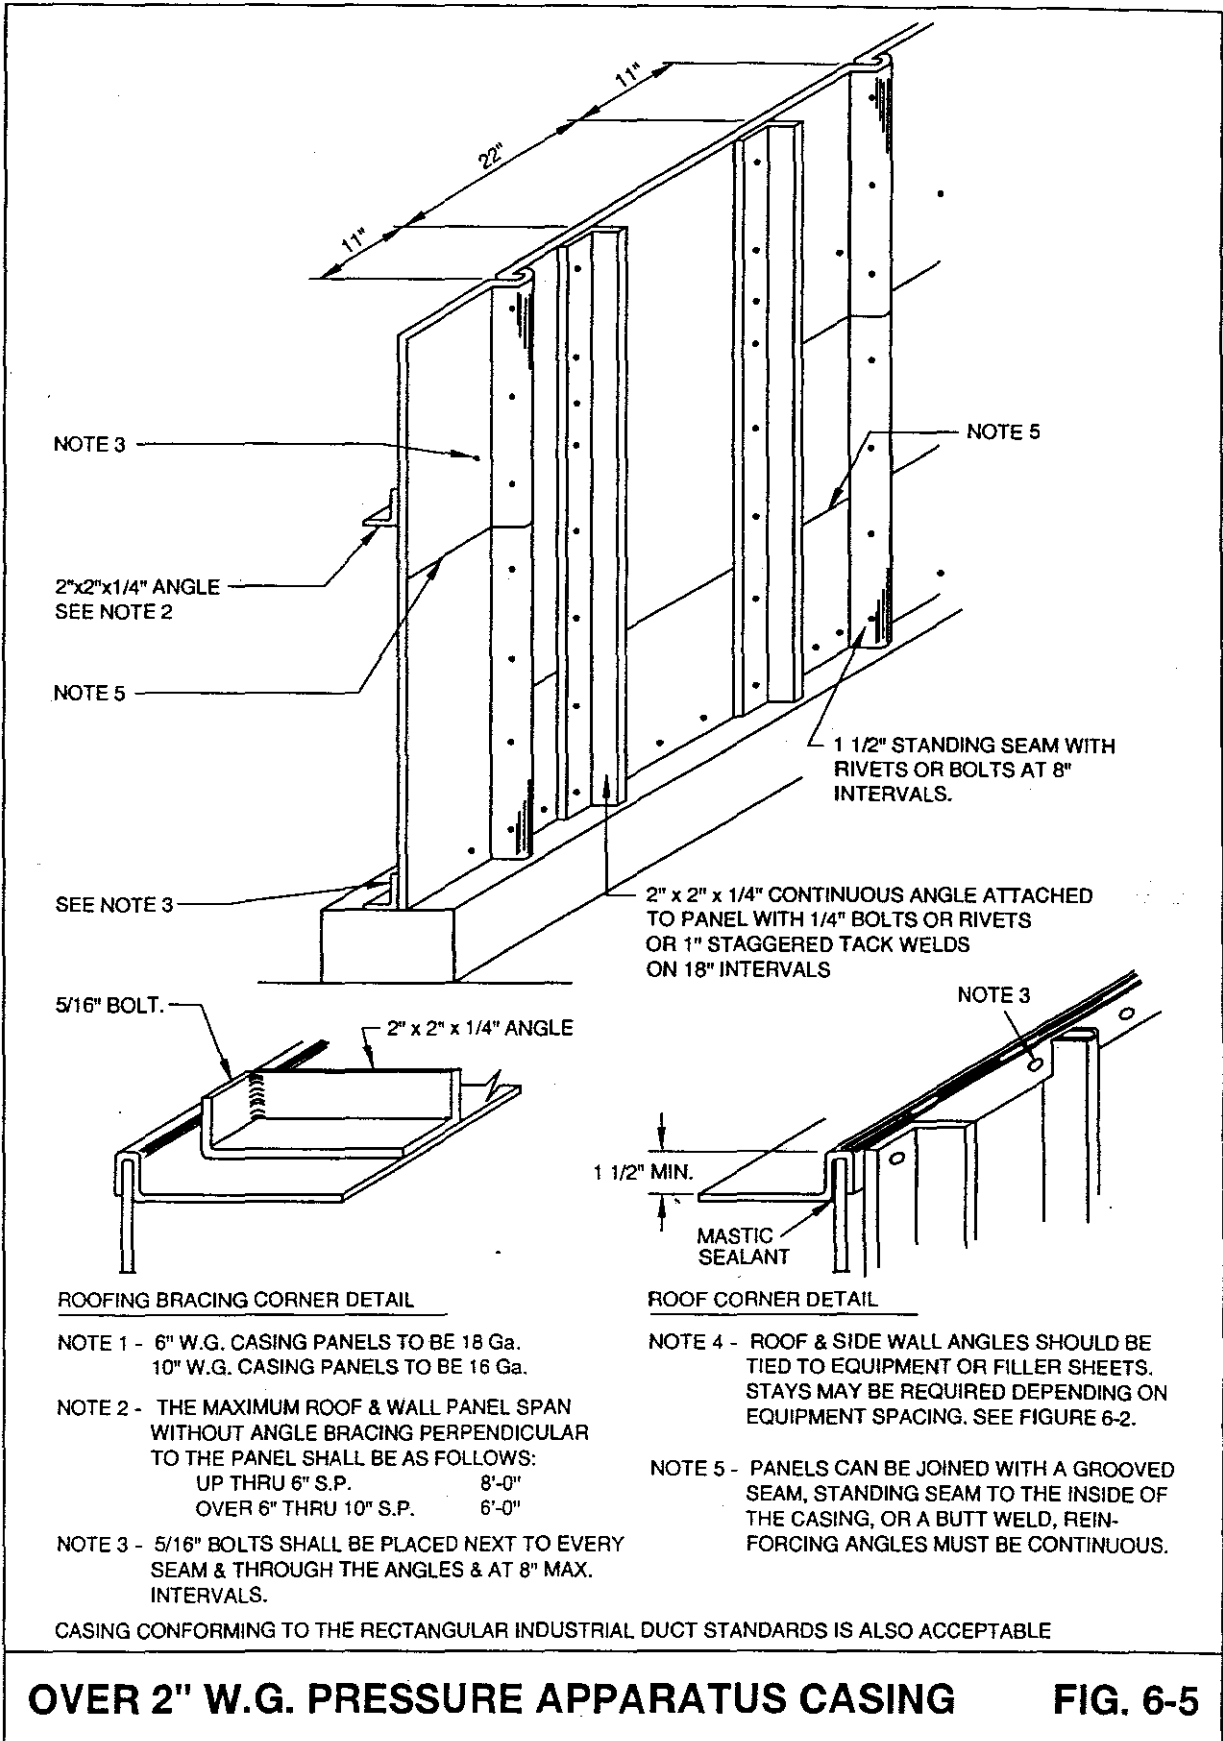 11"
22"
11"
NOTE 3
NOTE 5
2"x2"x1/4" ANGLE
SEE NOTE 2
NOTE 5
1 1/2" STANDING SEAM WITH
RIVETS OR BOLTS AT 8"
INTERVALS.
SEE NOTE 3
2" x 2" x 1/4" CONTINUOUS ANGLE ATTACHED
TO PANEL WITH 1/4" BOLTS OR RIVETS
OR 1" STAGGERED TACK WELDS
ON 18" INTERVALS
5/16" BOLT.
2" x 2" x 1/4" ANGLE
NOTE 3
1 1/2" MIN.
MASTIC
SEALANT
ROOFING BRACING CORNER DETAIL
ROOF CORNER DETAIL
NOTE 1 - 6" W.G. CASING PANELS TO BE 18 Ga.
10" W.G. CASING PANELS TO BE 16 Ga.
NOTE 2 - THE MAXIMUM ROOF & WALL PANEL SPAN
WITHOUT ANGLE BRACING PERPENDICULAR
TO THE PANEL SHALL BE AS FOLLOWS:
UP THRU 6" S.P. 8'-0"
OVER 6" THRU 10" S.P. 6'-0"
NOTE 3 - 5/16" BOLTS SHALL BE PLACED NEXT TO EVERY
SEAM & THROUGH THE ANGLES & AT 8" MAX.
INTERVALS.
NOTE 4 - ROOF & SIDE WALL ANGLES SHOULD BE
TIED TO EQUIPMENT OR FILLER SHEETS.
STAYS MAY BE REQUIRED DEPENDING ON
EQUIPMENT SPACING. SEE FIGURE 6-2.
NOTE 5 - PANELS CAN BE JOINED WITH A GROOVED
SEAM, STANDING SEAM TO THE INSIDE OF
THE CASING, OR A BUTT WELD, REIN-
FORCING ANGLES MUST BE CONTINUOUS.
CASING CONFORMING TO THE RECTANGULAR INDUSTRIAL DUCT STANDARDS IS ALSO ACCEPTABLE
OVER 2" W.G. PRESSURE APPARATUS CASING FIG. 6-5